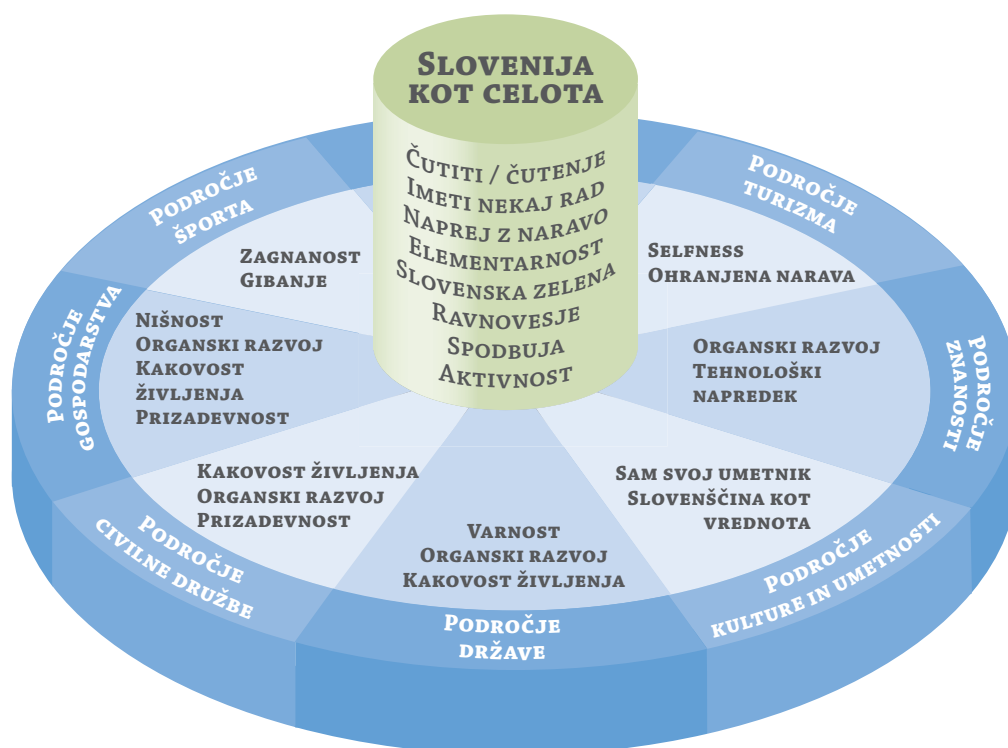 SLOVENIJA
KOT CELOTA
ČUTITI / ČUTENJE
IMETI NEKAJ RAD
NAPREJ Z NARAVO
ELEMENTARNOST
SLOVENSKA ZELENA
RAVNOVESJE
SPODBUJA
AKTIVNOST
PODROČJE
ŠPORTA
ZAGNANOST
GIBANJE
PODROČJE
TURIZMA
SELFNESS
OHRANJENA NARAVA
PODROČJE
GOSPODARSTVA
NIŠNOST
ORGANSKI RAZVOJ
KAKOVOST
ŽIVLJENJA
PRIZADEVNOST
ORGANSKI RAZVOJ
TEHNOLOŠKI
NAPREDEK
PODROČJE
ZNANOSTI
KAKOVOST ŽIVLJENJA
ORGANSKI RAZVOJ
PRIZADEVNOST
PODROČJE
CIVILNE DRUŽBE
VARNOST
ORGANSKI RAZVOJ
KAKOVOST ŽIVLJENJA
PODROČJE
DRŽAVE
SAM SVOJ UMETNIK
SLOVENŠČINA KOT
VREDNOTA
PODROČJE
KULTURE IN UMETNOSTI